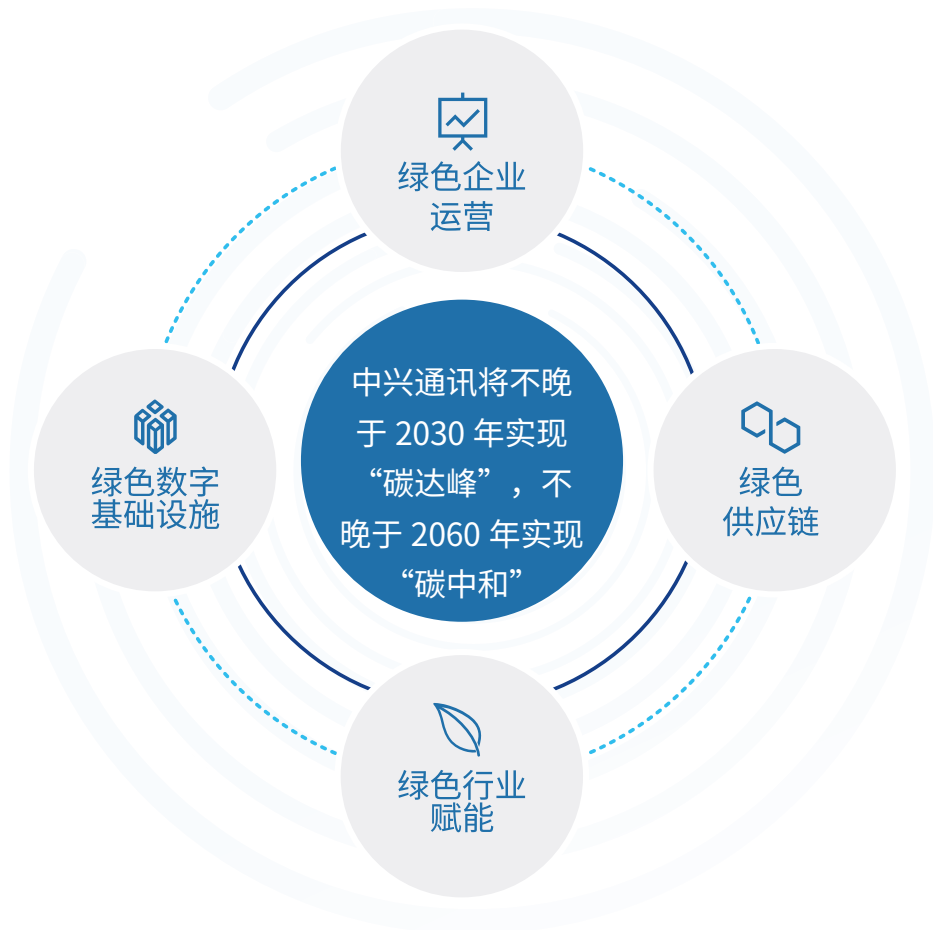 绿色企业
运营
中兴通讯将不晚
于 2030 年实现
“碳达峰”，不
晚于 2060 年实现
“碳中和”
绿色数字
基础设施
绿色
供应链
绿色行业
赋能